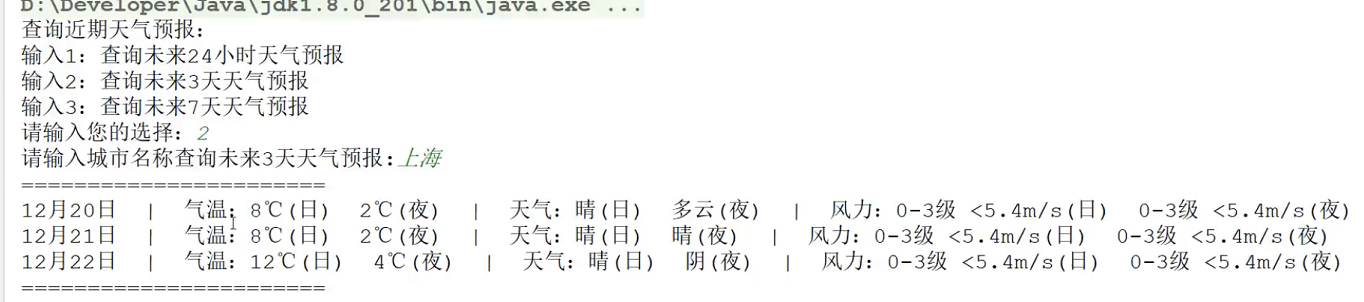 D:\Developer\Java\jdk1.8.0_201\bin\java.exe ...
查询近期天气预报:
输入1: 查询未来24小时天气预报
输入2: 查询未来3天天气预报
输入3: 查询未来7天天气预报
请输入您的选择: 2
请输入城市名称查询未来3天天气预报:上海
=======================
12月20日 | 气温: 8℃(日) 2℃(夜) | 天气: 晴(日) 多云(夜) | 风力: 0-3级 <5.4m/s(日) 0-3级 <5.4m/s(夜)
12月21日 | 气温: 8℃(日) 2℃(夜) | 天气: 晴(日) 晴(夜) | 风力: 0-3级 <5.4m/s(日) 0-3级 <5.4m/s(夜)
12月22日 | 气温: 12℃(日) 4℃(夜) | 天气: 晴(日) 阴(夜) | 风力: 0-3级 <5.4m/s(日) 0-3级 <5.4m/s(夜)
=======================